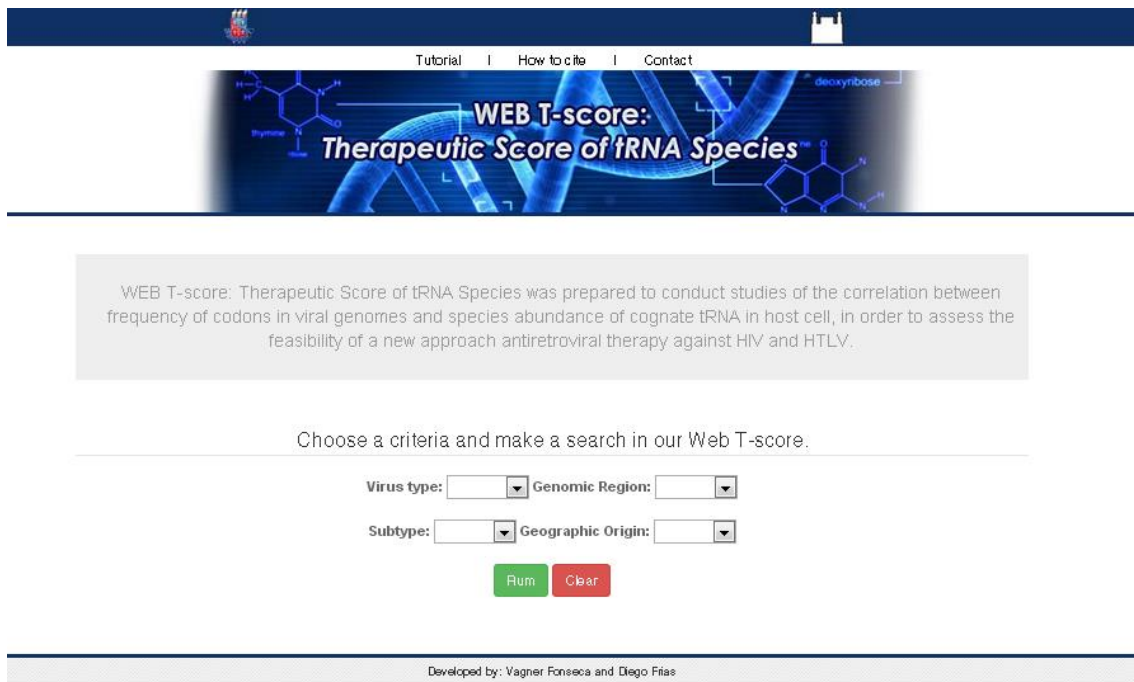 Tutorial | How to cite | Contact
H—C
H
H
thymine
deoxyribose
WEB T-score:
Therapeutic Score of tRNA Species
WEB T-score: Therapeutic Score of tRNA Species was prepared to conduct studies of the correlation between
frequency of codons in viral genomes and species abundance of cognate tRNA in host cell, in order to assess the
feasibility of a new approach antiretroviral therapy against HIV and HTLV.
Choose a criteria and make a search in our Web T-score.
Virus type: Genomic Region:
Subtype: Geographic Origin:
Rum Clear
Developed by: Vagner Fonseca and Diego Frias